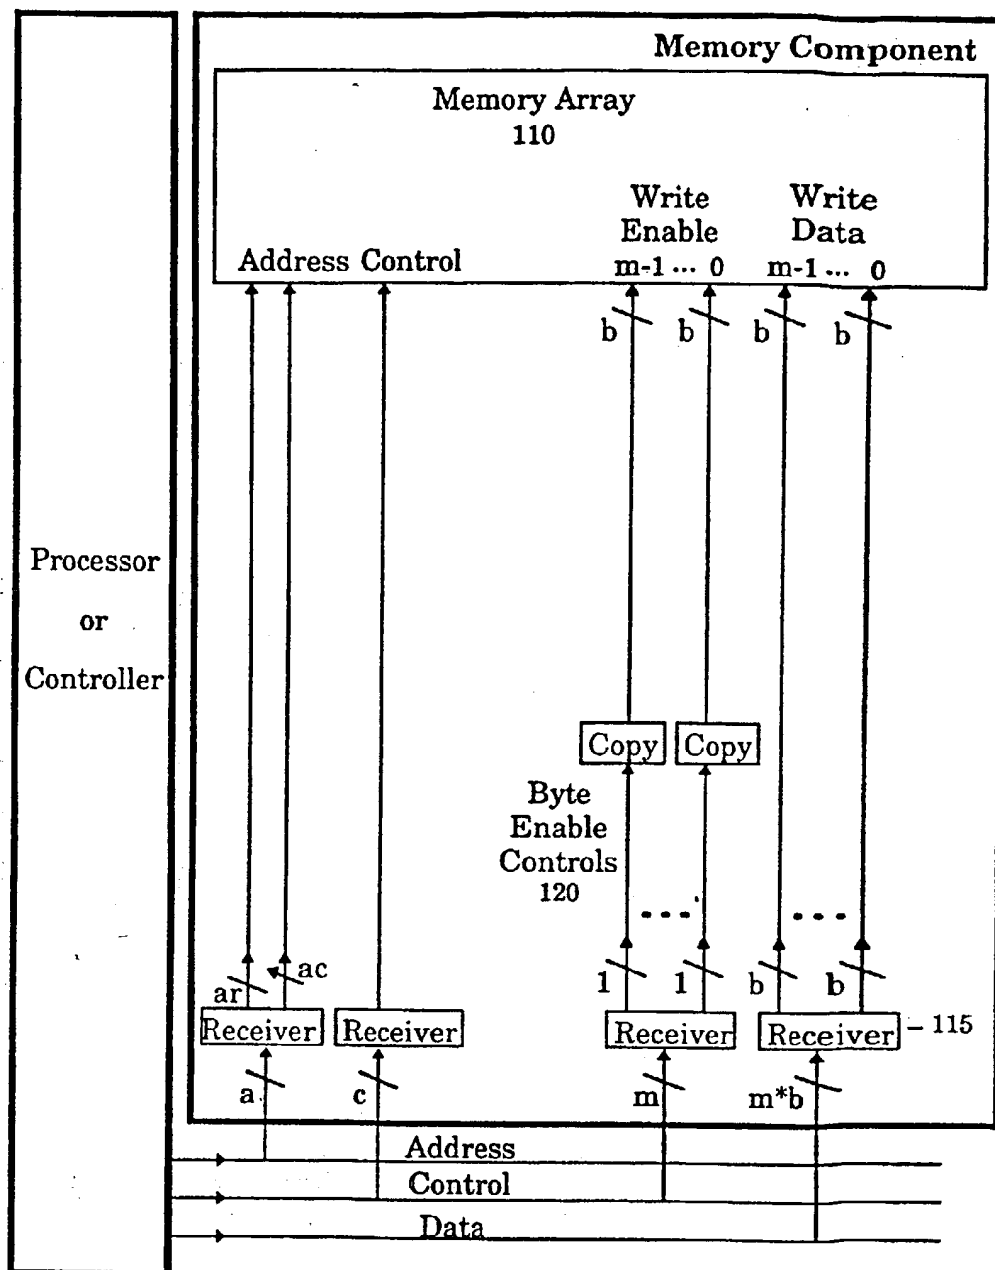 Memory Component
Memory Array
110
Write
Enable
m-1 ... 0
Write
Data
m-1 ... 0
Address Control
b
b
b
b
Processor
or
Controller
Copy
Copy
Byte
Enable
Controls
120
ar
ac
1
1
b
b
Receiver
Receiver
Receiver
Receiver
115
a
c
m
m*b
Address
Control
Data